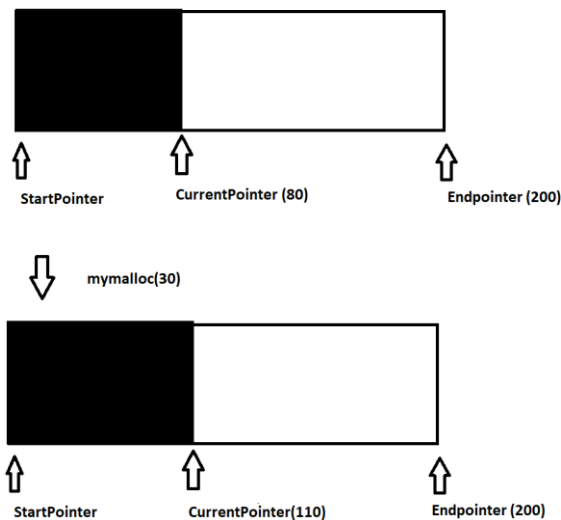 StartPointer
CurrentPointer (80)
Endpointer (200)
mymalloc(30)
StartPointer
CurrentPointer(110)
Endpointer (200)